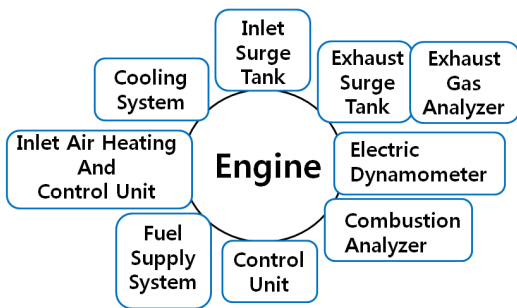 Inlet
Surge
Tank
Exhaust
Surge
Tank
Exhaust
Gas
Analyzer
Cooling
System
Inlet Air Heating
And
Control Unit
Engine
Electric
Dynamometer
Combustion
Analyzer
Fuel
Supply
System
Control
Unit